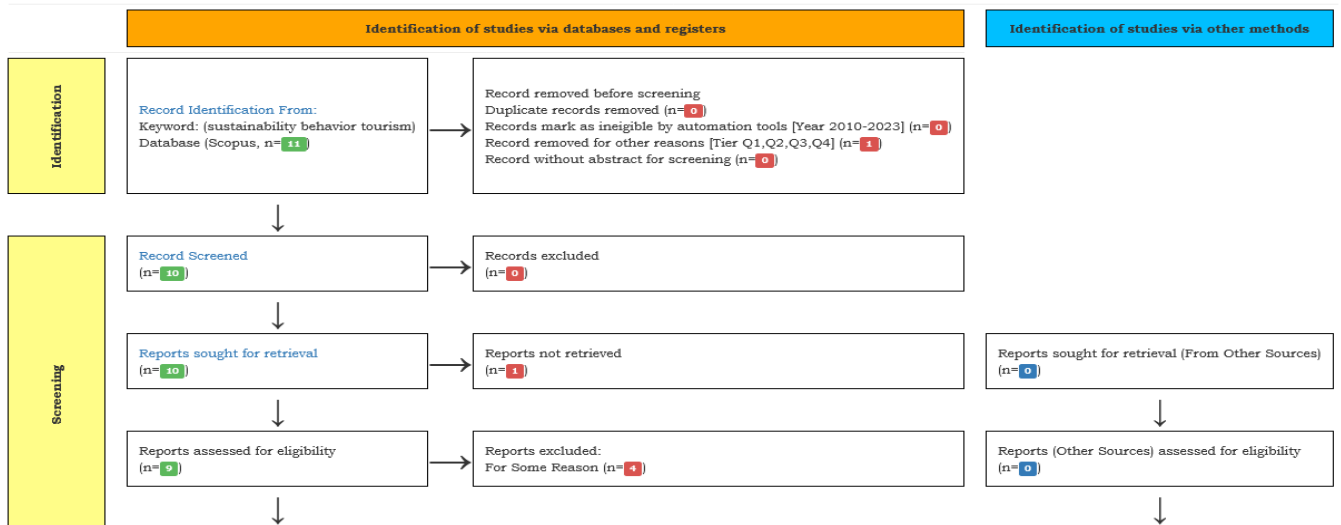 Identification of studies via databases and registers
Identification of studies via other methods
Identification
Record Identification From:
Keyword: (sustainability behavior tourism)
Database (Scopus, n=11)
Record removed before screening
Duplicate records removed (n=0)
Records mark as ineigible by automation tools [Year 2010-2023] (n=0)
Record removed for other reasons [Tier Q1,Q2,Q3,Q4] (n=1)
Record without abstract for screening (n=0)
Screening
Record Screened
(n=10)
Records excluded
(n=0)
Reports sought for retrieval
(n=10)
Reports not retrieved
(n=1)
Reports sought for retrieval (From Other Sources)
(n=0)
Reports assessed for eligibility
(n=9)
Reports excluded:
For Some Reason (n=4)
Reports (Other Sources) assessed for eligibility
(n=0)